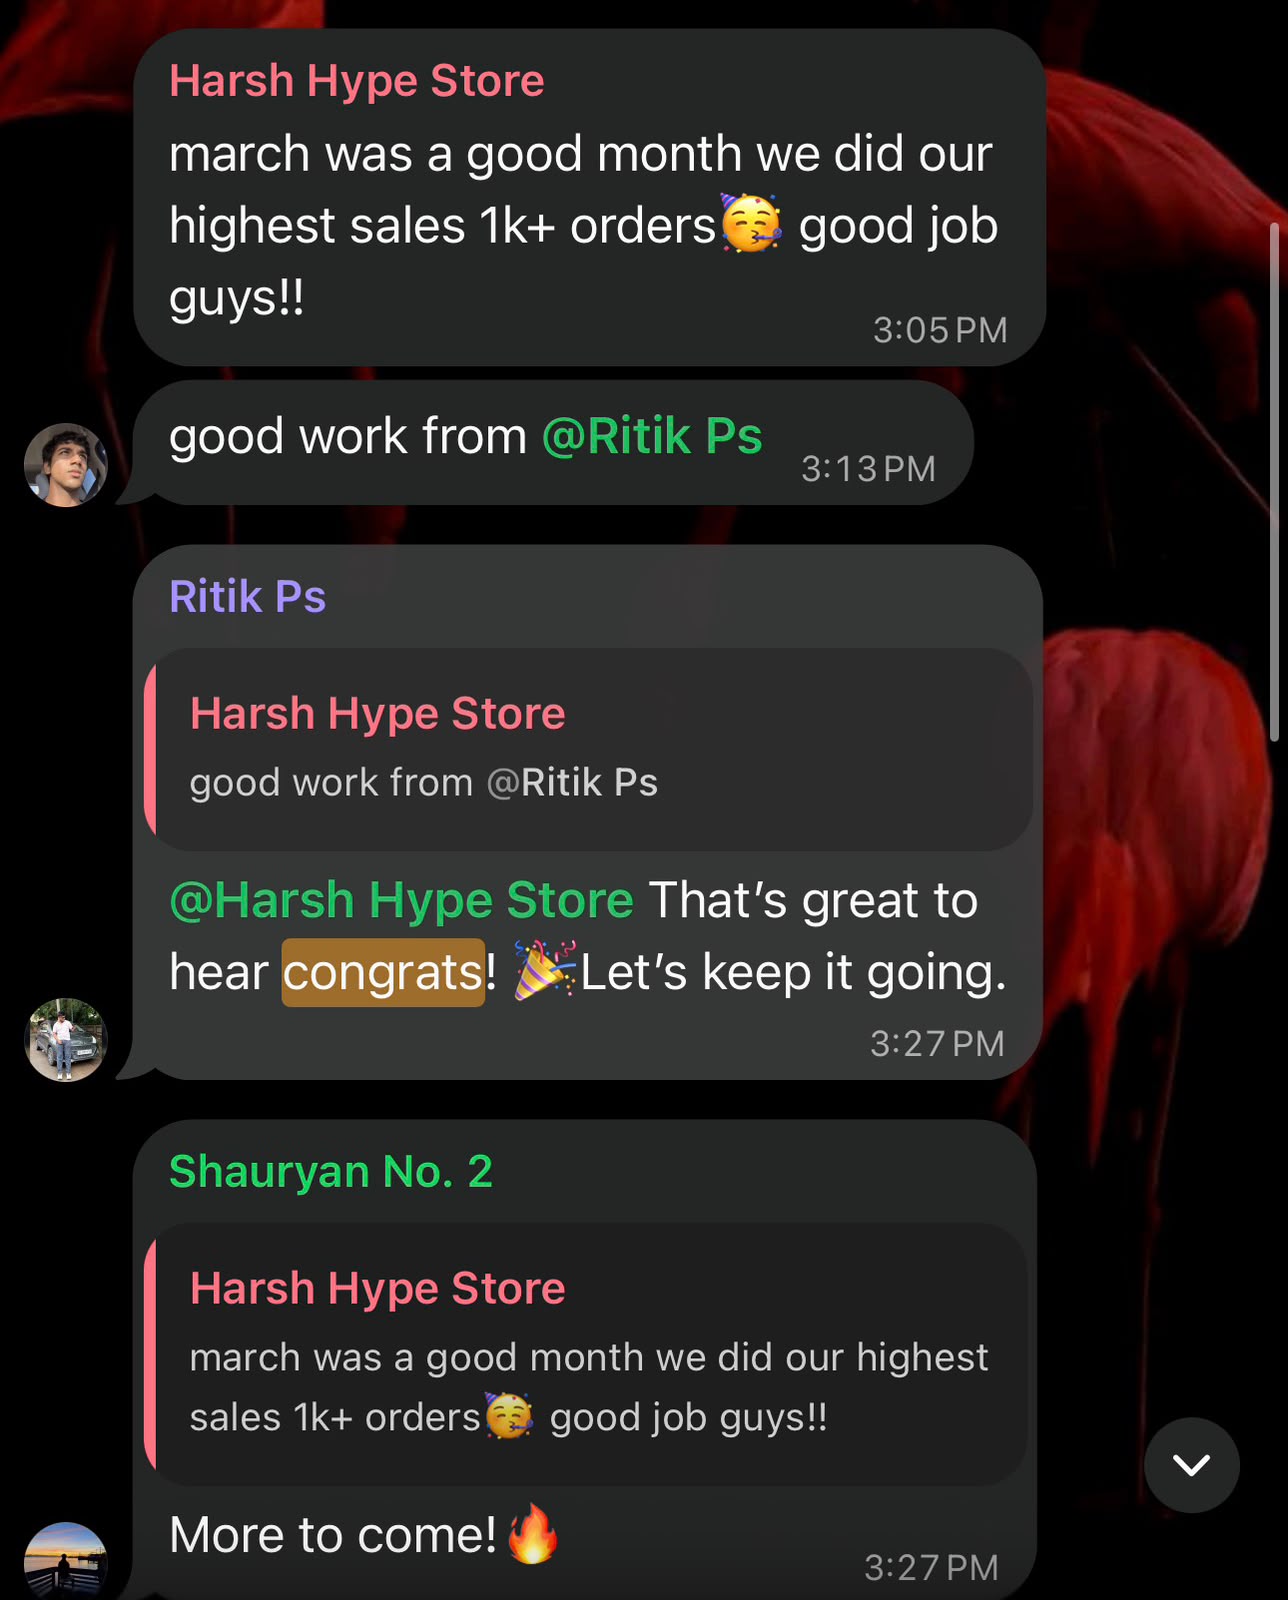 Harsh Hype Store
march was a good month we did our
highest sales 1k+ orders🥳 good job
guys!!
3:05 PM
good work from @Ritik Ps
3:13 PM
Ritik Ps
Harsh Hype Store
good work from @Ritik Ps
@Harsh Hype Store That’s great to
hear congrats! 🎉Let’s keep it going.
3:27 PM
Shauryan No. 2
Harsh Hype Store
march was a good month we did our highest
sales 1k+ orders🥳 good job guys!!
More to come!🔥
3:27 PM